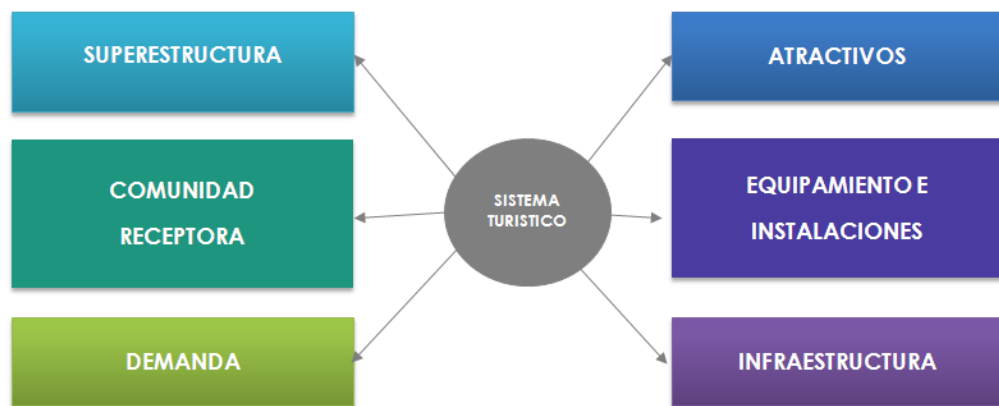 SUPERESTRUCTURA
COMUNIDAD
RECEPTORA
DEMANDA
SISTEMA
TURISTICO
ATRACTIVOS
EQUIPAMIENTO E
INSTALACIONES
INFRAESTRUCTURA